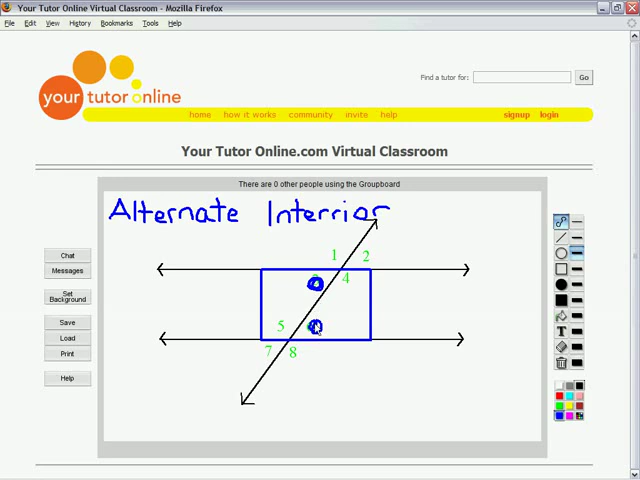 Your Tutor Online Virtual Classroom - Mozilla Firefox
File Edit View History Bookmarks Tools Help
your tutor online
Find a tutor for: Go
home how it works community invite help signup login
Your Tutor Online.com Virtual Classroom
There are 0 other people using the Groupboard
Alternate Interrior
Chat
Messages
Set
Background
Save
Load
Print
Help
1 2
4
5
7 8
T